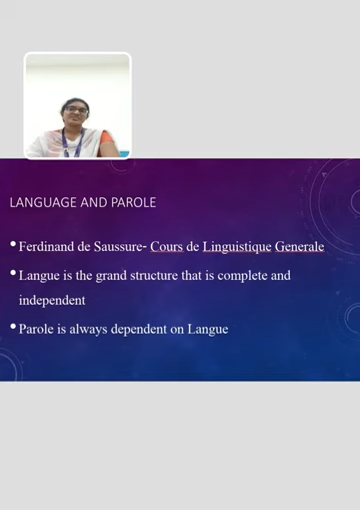 LANGUAGE AND PAROLE
• Ferdinand de Saussure- Cours de Linguistique Generale
• Langue is the grand structure that is complete and
independent
• Parole is always dependent on Langue